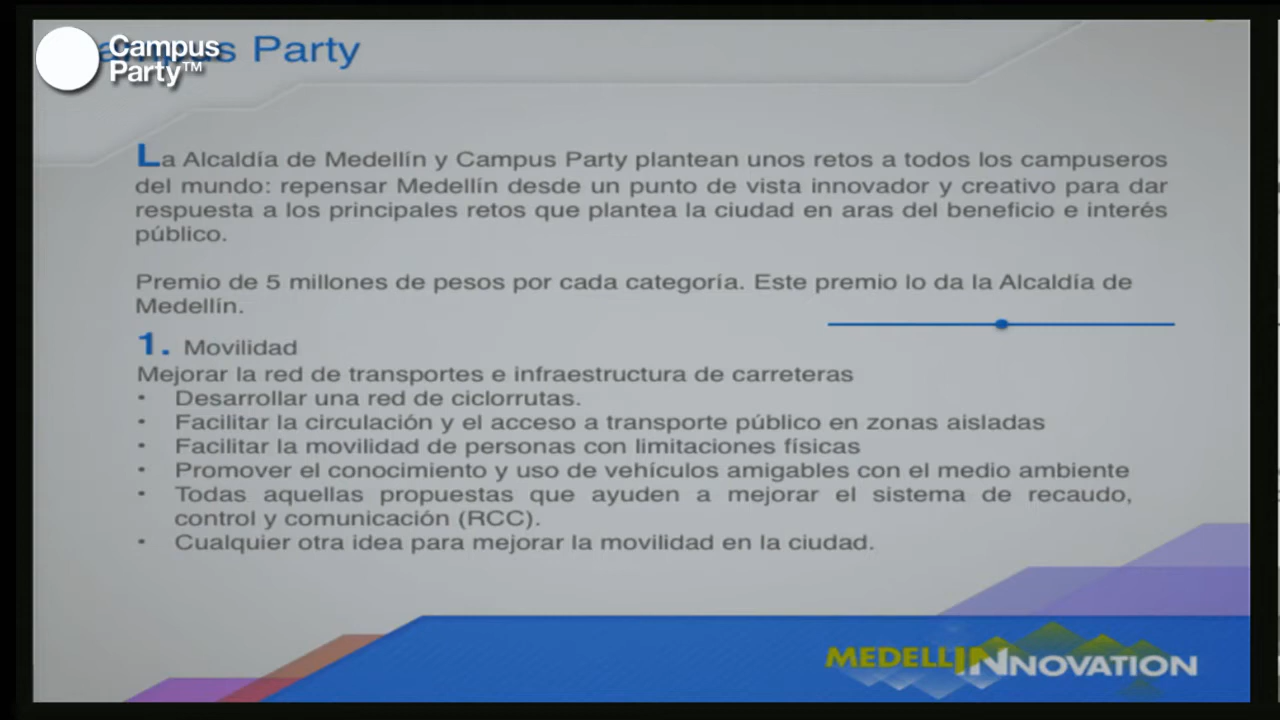 Campus Party
Campus
Party™
La Alcaldía de Medellín y Campus Party plantean unos retos a todos los campuseros
del mundo: repensar Medellín desde un punto de vista innovador y creativo para dar
respuesta a los principales retos que plantea la ciudad en aras del beneficio e interés
público.
Premio de 5 millones de pesos por cada categoría. Este premio lo da la Alcaldía de
Medellín.
1. Movilidad
Mejorar la red de transportes e infraestructura de carreteras
• Desarrollar una red de ciclorrutas.
• Facilitar la circulación y el acceso a transporte público en zonas aisladas
• Facilitar la movilidad de personas con limitaciones físicas
• Promover el conocimiento y uso de vehículos amigables con el medio ambiente
• Todas aquellas propuestas que ayuden a mejorar el sistema de recaudo,
control y comunicación (RCC).
• Cualquier otra idea para mejorar la movilidad en la ciudad.
MEDELLINNOVATION